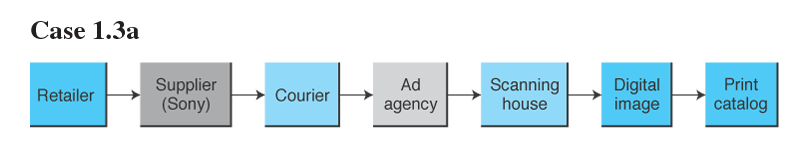 Case 1.3a
Retailer
Supplier
(Sony)
Courier
Ad
agency
Scanning
house
Digital
image
Print
catalog